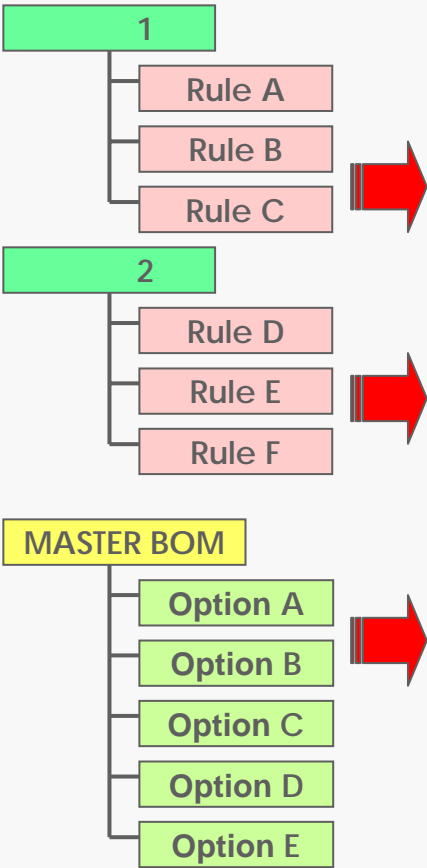 1
Rule A
Rule B
Rule C
2
Rule D
Rule E
Rule F
MASTER BOM
Option A
Option B
Option C
Option D
Option E